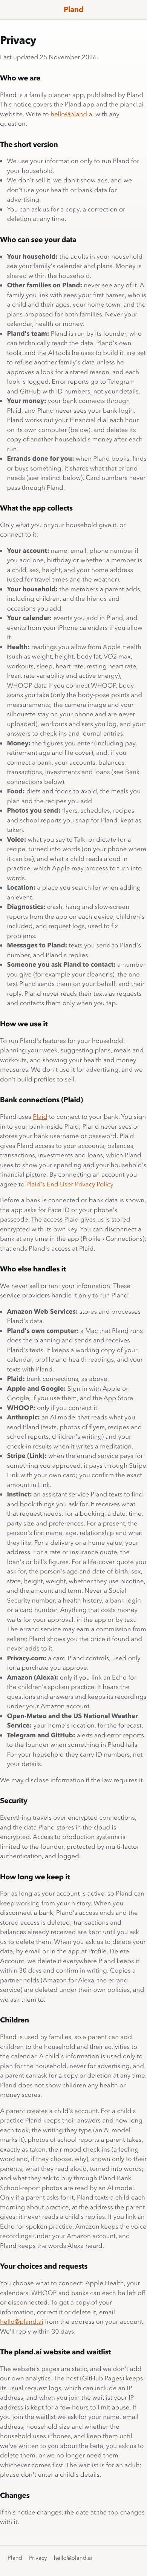 Pland
Privacy
Last updated 25 November 2026.
Who we are
Pland is a family planner app, published by Pland.
This notice covers the Pland app and the pland.ai
website. Write to hello@pland.ai with any
question.
The short version
We use your information only to run Pland for
your household.
We don't sell it, we don't show ads, and we
don't use your health or bank data for
advertising.
You can ask us for a copy, a correction or
deletion at any time.
Who can see your data
Your household: the adults in your household
see your family's calendar and plans. Money is
shared within the household.
Other families on Pland: never see any of it. A
family you link with sees your first names, who is
a child and their ages, your home town, and the
plans proposed to both families. Never your
calendar, health or money.
Pland's team: Pland is run by its founder, who
can technically reach the data. Pland's own
tools, and the AI tools he uses to build it, are set
to refuse another family's data unless he
approves a look for a stated reason, and each
look is logged. Error reports go to Telegram
and GitHub with ID numbers, not your details.
Your money: your bank connects through
Plaid, and Pland never sees your bank login.
Pland works out your Financial dial each hour
on its own computer (below), and deletes its
copy of another household's money after each
run.
Errands done for you: when Pland books, finds
or buys something, it shares what that errand
needs (see Instinct below). Card numbers never
pass through Pland.
What the app collects
Only what you or your household give it, or
connect to it:
Your account: name, email, phone number if
you add one, birthday or whether a member is
a child, sex, height, and your home address
(used for travel times and the weather).
Your household: the members a parent adds,
including children, and the friends and
occasions you add.
Your calendar: events you add in Pland, and
events from your iPhone calendars if you allow
it.
Health: readings you allow from Apple Health
(such as weight, height, body fat, VO2 max,
workouts, sleep, heart rate, resting heart rate,
heart rate variability and active energy),
WHOOP data if you connect WHOOP, body
scans you take (only the body-pose points and
measurements; the camera image and your
silhouette stay on your phone and are never
uploaded), workouts and sets you log, and your
answers to check-ins and journal entries.
Money: the figures you enter (including pay,
retirement age and life cover), and, if you
connect a bank, your accounts, balances,
transactions, investments and loans (see Bank
connections below).
Food: diets and foods to avoid, the meals you
plan and the recipes you add.
Photos you send: flyers, schedules, recipes
and school reports you snap for Pland, kept as
taken.
Voice: what you say to Talk, or dictate for a
recipe, turned into words (on your phone where
it can be), and what a child reads aloud in
practice, which Apple may process to turn into
words.
Location: a place you search for when adding
an event.
Diagnostics: crash, hang and slow-screen
reports from the app on each device, children's
included, and request logs, used to fix
problems.
Messages to Pland: texts you send to Pland's
number, and Pland's replies.
Someone you ask Pland to contact: a number
you give (for example your cleaner's), the one
text Pland sends them on your behalf, and their
reply. Pland never reads their texts as requests
and contacts them only when you tap.
How we use it
To run Pland's features for your household:
planning your week, suggesting plans, meals and
workouts, and showing your health and money
measures. We don't use it for advertising, and we
don't build profiles to sell.
Bank connections (Plaid)
Pland uses Plaid to connect to your bank. You sign
in to your bank inside Plaid; Pland never sees or
stores your bank username or password. Plaid
gives Pland access to your accounts, balances,
transactions, investments and loans, which Pland
uses to show your spending and your household's
financial picture. By connecting an account you
agree to Plaid's End User Privacy Policy.
Before a bank is connected or bank data is shown,
the app asks for Face ID or your phone's
passcode. The access Plaid gives us is stored
encrypted with its own key. You can disconnect a
bank at any time in the app (Profile › Connections);
that ends Pland's access at Plaid.
Who else handles it
We never sell or rent your information. These
service providers handle it only to run Pland:
Amazon Web Services: stores and processes
Pland's data.
Pland's own computer: a Mac that Pland runs
does the planning and sends and receives
Pland's texts. It keeps a working copy of your
calendar, profile and health readings, and your
texts with Pland.
Plaid: bank connections, as above.
Apple and Google: Sign in with Apple or
Google, if you use them, and the App Store.
WHOOP: only if you connect it.
Anthropic: an AI model that reads what you
send Pland (texts, photos of flyers, recipes and
school reports, children's writing) and your
check-in results when it writes a meditation.
Stripe (Link): when the errand service pays for
something you approved, it pays through Stripe
Link with your own card; you confirm the exact
amount in Link.
Instinct: an assistant service Pland texts to find
and book things you ask for. It receives what
that request needs: for a booking, a date, time,
party size and preferences. For a present, the
person's first name, age, relationship and what
they like. For a delivery or a home value, your
address. For a rate or insurance quote, the
loan's or bill's figures. For a life-cover quote you
ask for, the person's age and date of birth, sex,
state, height, weight, whether they use nicotine,
and the amount and term. Never a Social
Security number, a health history, a bank login
or a card number. Anything that costs money
waits for your approval, in the app or by text.
The errand service may earn a commission from
sellers; Pland shows you the price it found and
never adds to it.
Privacy.com: a card Pland controls, used only
for a purchase you approve.
Amazon (Alexa): only if you link an Echo for
your child's spoken practice. It hears the
questions and answers and keeps its recordings
under your Amazon account.
Open-Meteo and the US National Weather
Service: your home's location, for the forecast.
Telegram and GitHub: alerts and error reports
to the founder when something in Pland fails.
For your household they carry ID numbers, not
your details.
We may disclose information if the law requires it.
Security
Everything travels over encrypted connections,
and the data Pland stores in the cloud is
encrypted. Access to production systems is
limited to the founder, protected by multi-factor
authentication, and logged.
How long we keep it
For as long as your account is active, so Pland can
keep working from your history. When you
disconnect a bank, Pland's access ends and the
stored access is deleted; transactions and
balances already received are kept until you ask
us to delete them. When you ask us to delete your
data, by email or in the app at Profile, Delete
Account, we delete it everywhere Pland keeps it
within 30 days and confirm in writing. Copies a
partner holds (Amazon for Alexa, the errand
service) are deleted under their own policies, and
we ask them to.
Children
Pland is used by families, so a parent can add
children to the household and their activities to
the calendar. A child's information is used only to
plan for the household, never for advertising, and
a parent can ask for a copy or deletion at any time.
Pland does not show children any health or
money scores.
A parent creates a child's account. For a child's
practice Pland keeps their answers and how long
each took, the writing they type (an AI model
marks it), photos of school reports a parent takes,
exactly as taken, their mood check-ins (a feeling
word and, if they choose, why), shown only to their
parents; what they read aloud, turned into words;
and what they ask to buy through Pland Bank.
School-report photos are read by an AI model.
Only if a parent asks for it, Pland texts a child each
morning about practice, at the address the parent
gives; it never reads a child's replies. If you link an
Echo for spoken practice, Amazon keeps the voice
recordings under your Amazon account, and
Pland keeps the words Alexa heard.
Your choices and requests
You choose what to connect: Apple Health, your
calendars, WHOOP and banks can each be left off
or disconnected. To get a copy of your
information, correct it or delete it, email
hello@pland.ai from the address on your account.
We'll reply within 30 days.
The pland.ai website and waitlist
The website's pages are static, and we don't add
our own analytics. The host (GitHub Pages) keeps
its usual request logs, which can include an IP
address, and when you join the waitlist your IP
address is kept for a few hours to limit abuse. If
you join the waitlist we ask for your name, email
address, household size and whether the
household uses iPhones, and keep them until
we've written to you about the beta, you ask us to
delete them, or we no longer need them,
whichever comes first. The waitlist is for an adult;
please don't enter a child's details.
Changes
If this notice changes, the date at the top changes
with it.
Pland Privacy hello@pland.ai